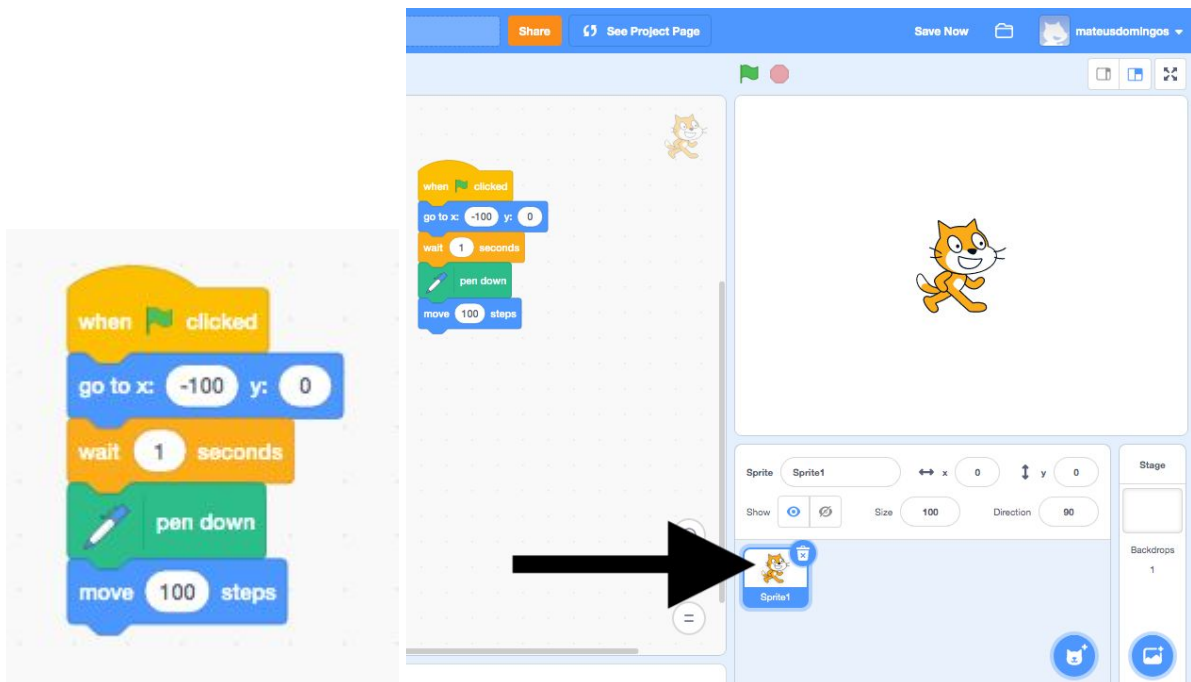 when clicked
go to x: -100 y: 0
wait 1 seconds
pen down
move 100 steps
Share See Project Page Save Now mateusdomingos
when clicked
go to x: -100 y: 0
wait 1 seconds
pen down
move 100 steps
Sprite Sprite1 x 0 y 0
Show Size 100 Direction 90
Sprite1
Stage
Backdrops
1
=